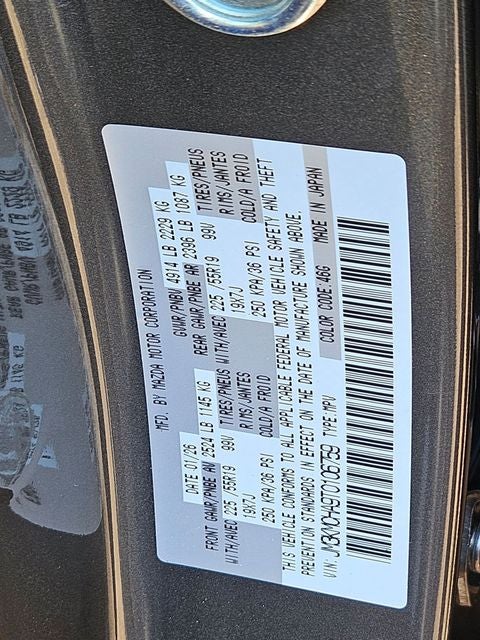 MFD. BY MAZDA MOTOR CORPORATION
DATE 01/26 GVWR/PNBV 4914 LB 2229 KG
FRONT GAWR/PNBE AV 2524 LB 1145 KG REAR GAWR/PNBE AR 2396 LB 1087 KG
WITH/AVEC 225 /55R19 99V TIRES/PNEUS WITH/AVEC 225 /55R19 99V TIRES/PNEUS
19X7J RIMS/JANTES 19X7J RIMS/JANTES
250 KPA/36 PSI COLD/A FROID 250 KPA/36 PSI COLD/A FROID
THIS VEHICLE CONFORMS TO ALL APPLICABLE FEDERAL MOTOR VEHICLE SAFETY AND THEFT
PREVENTION STANDARDS IN EFFECT ON THE DATE OF MANUFACTURE SHOWN ABOVE.
VIN: JM3KMCHA9T0106759 TYPE:MPV COLOR CODE:46G MADE IN JAPAN